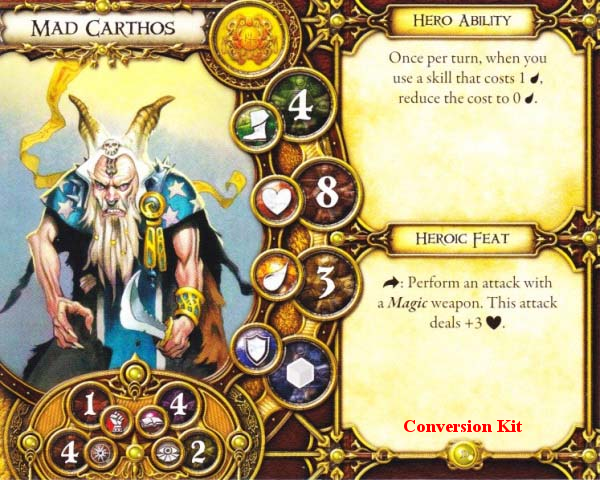 Mad Carthos
4
8
3
1
4
4
2
Hero Ability
Once per turn, when you
use a skill that costs 1 ,
reduce the cost to 0 .
Heroic Feat
: Perform an attack with
a Magic weapon. This attack
deals +3 .
Conversion Kit